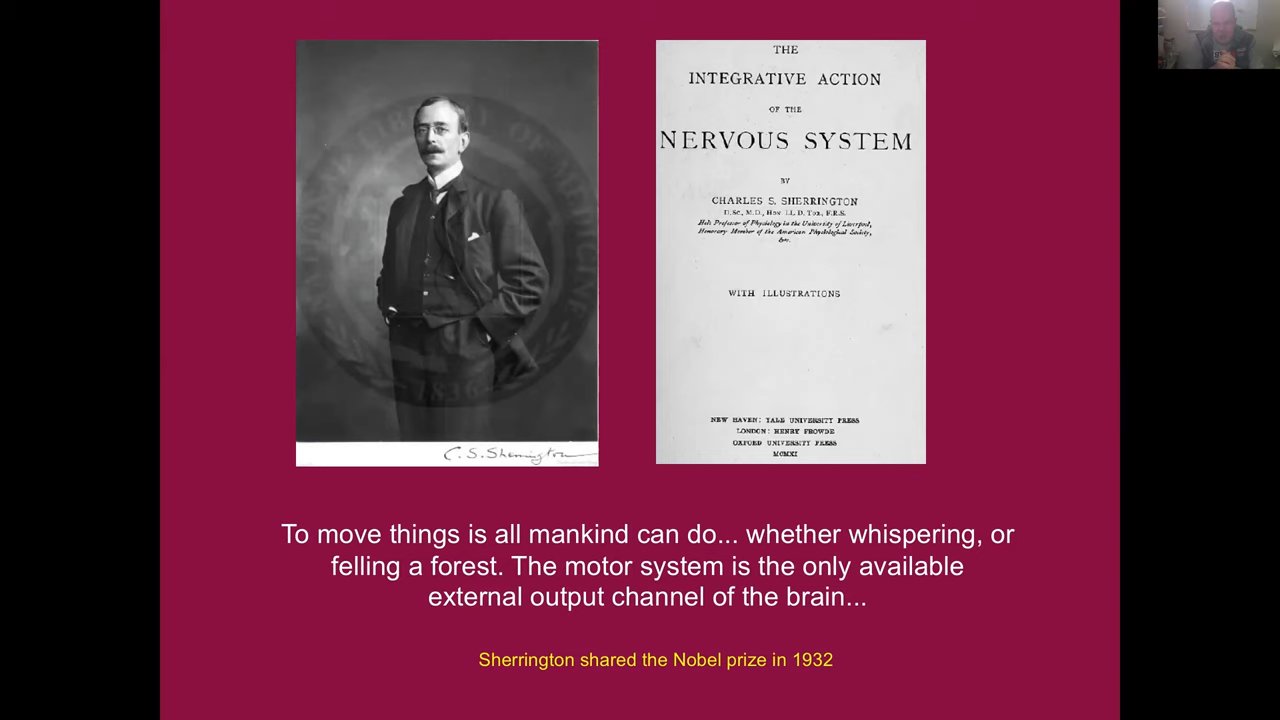 C. S. Sherrington
THE
INTEGRATIVE ACTION
OF THE
NERVOUS SYSTEM
BY
CHARLES S. SHERRINGTON
D.SC., M.D., HON. LL.D. TOR., F.R.S.
Holt Professor of Physiology in the University of Liverpool,
Honorary Member of the American Physiological Society,
&c.
WITH ILLUSTRATIONS
NEW HAVEN: YALE UNIVERSITY PRESS
LONDON: HENRY FROWDE
OXFORD UNIVERSITY PRESS
MCMXI
To move things is all mankind can do... whether whispering, or
felling a forest. The motor system is the only available
external output channel of the brain...
Sherrington shared the Nobel prize in 1932